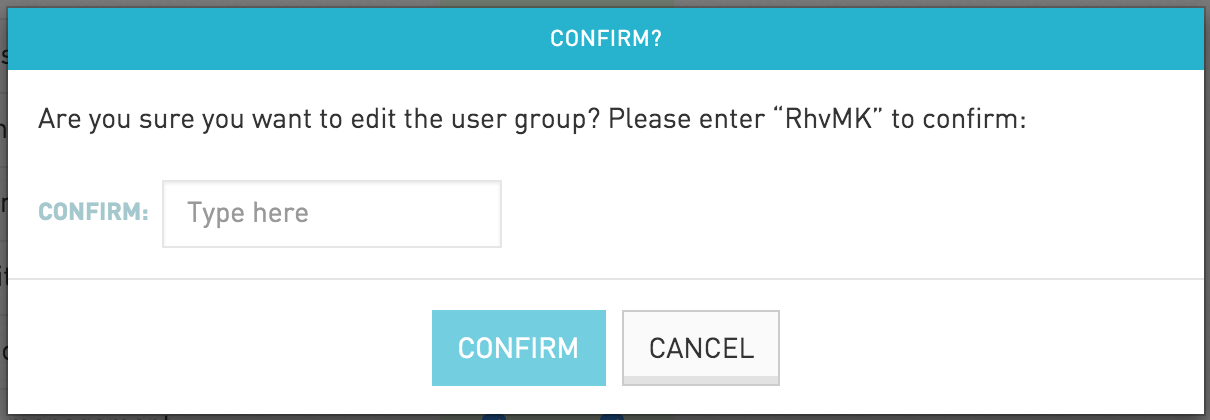 CONFIRM?
Are you sure you want to edit the user group? Please enter “RhvMK” to confirm:
CONFIRM: Type here
CONFIRM CANCEL